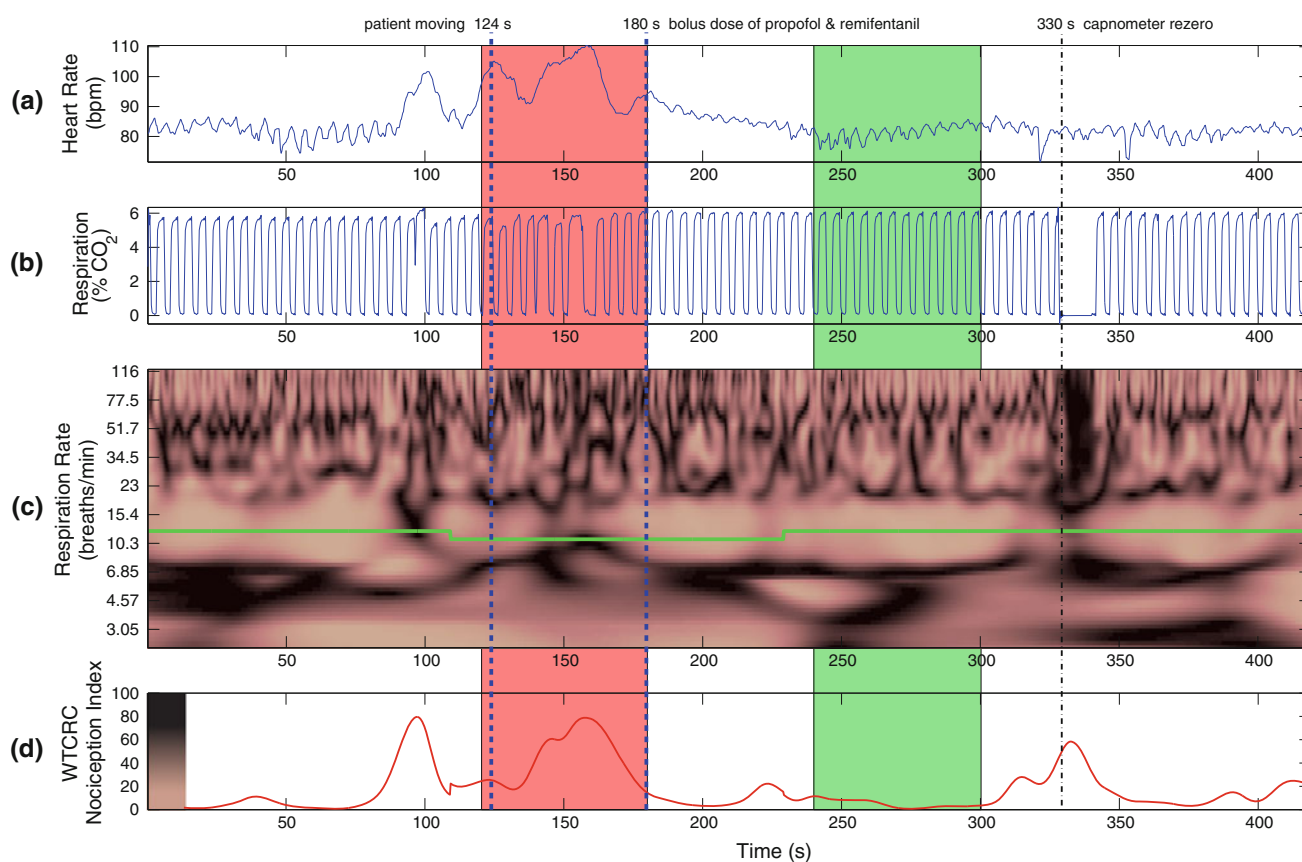 patient moving 124 s
180 s bolus dose of propofol & remifentanil
330 s capnometer rezero
(a)
Heart Rate
(bpm)
110
100
90
80
50 100 150 200 250 300 350 400
(b)
Respiration
(% CO2)
6
4
2
0
50 100 150 200 250 300 350 400
(c)
Respiration Rate
(breaths/min)
116
77.5
51.7
34.5
23
15.4
10.3
6.85
4.57
3.05
50 100 150 200 250 300 350 400
(d)
WTCRC
Nociception Index
100
80
60
40
20
0
50 100 150 200 250 300 350 400
Time (s)